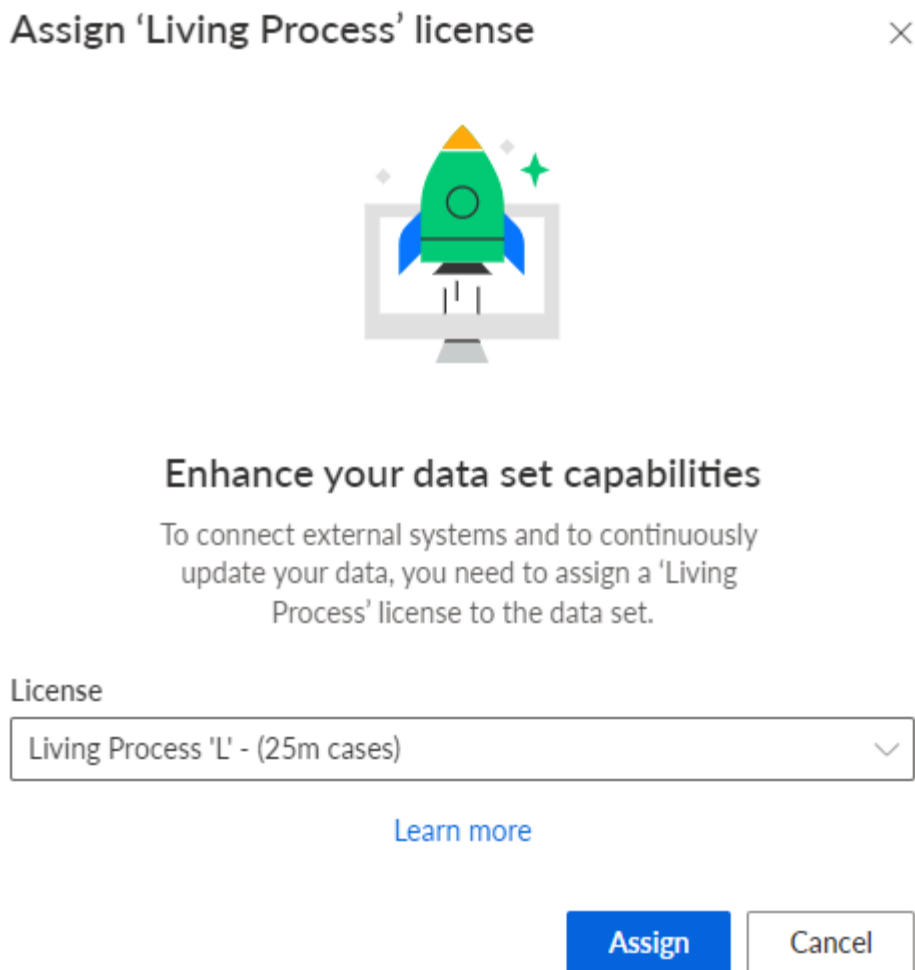 Assign ‘Living Process’ license
Enhance your data set capabilities
To connect external systems and to continuously
update your data, you need to assign a ‘Living
Process’ license to the data set.
License
Living Process 'L' - (25m cases)
Learn more
Assign
Cancel